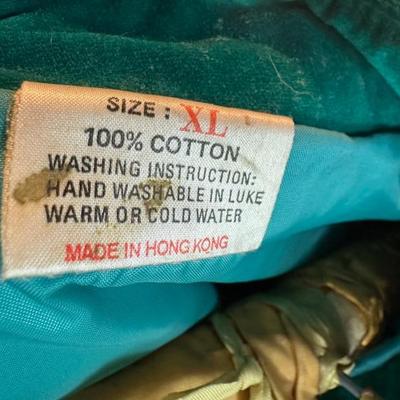 SIZE: XL
100% COTTON
WASHING INSTRUCTION:
HAND WASHABLE IN LUKE
WARM OR COLD WATER
MADE IN HONG KONG